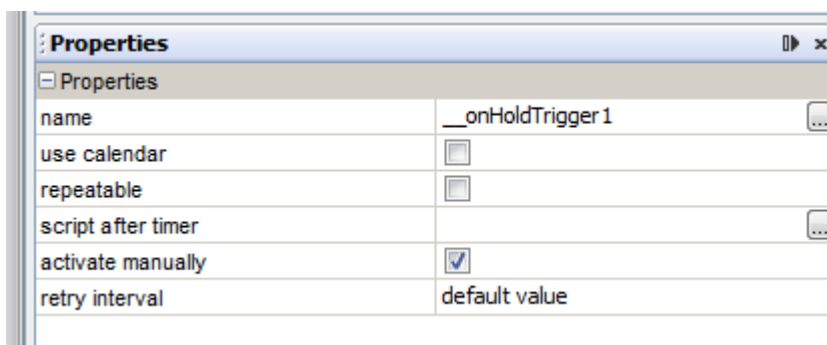 Properties
Properties
name __onHoldTrigger1 ...
use calendar
repeatable
script after timer ...
activate manually
retry interval default value